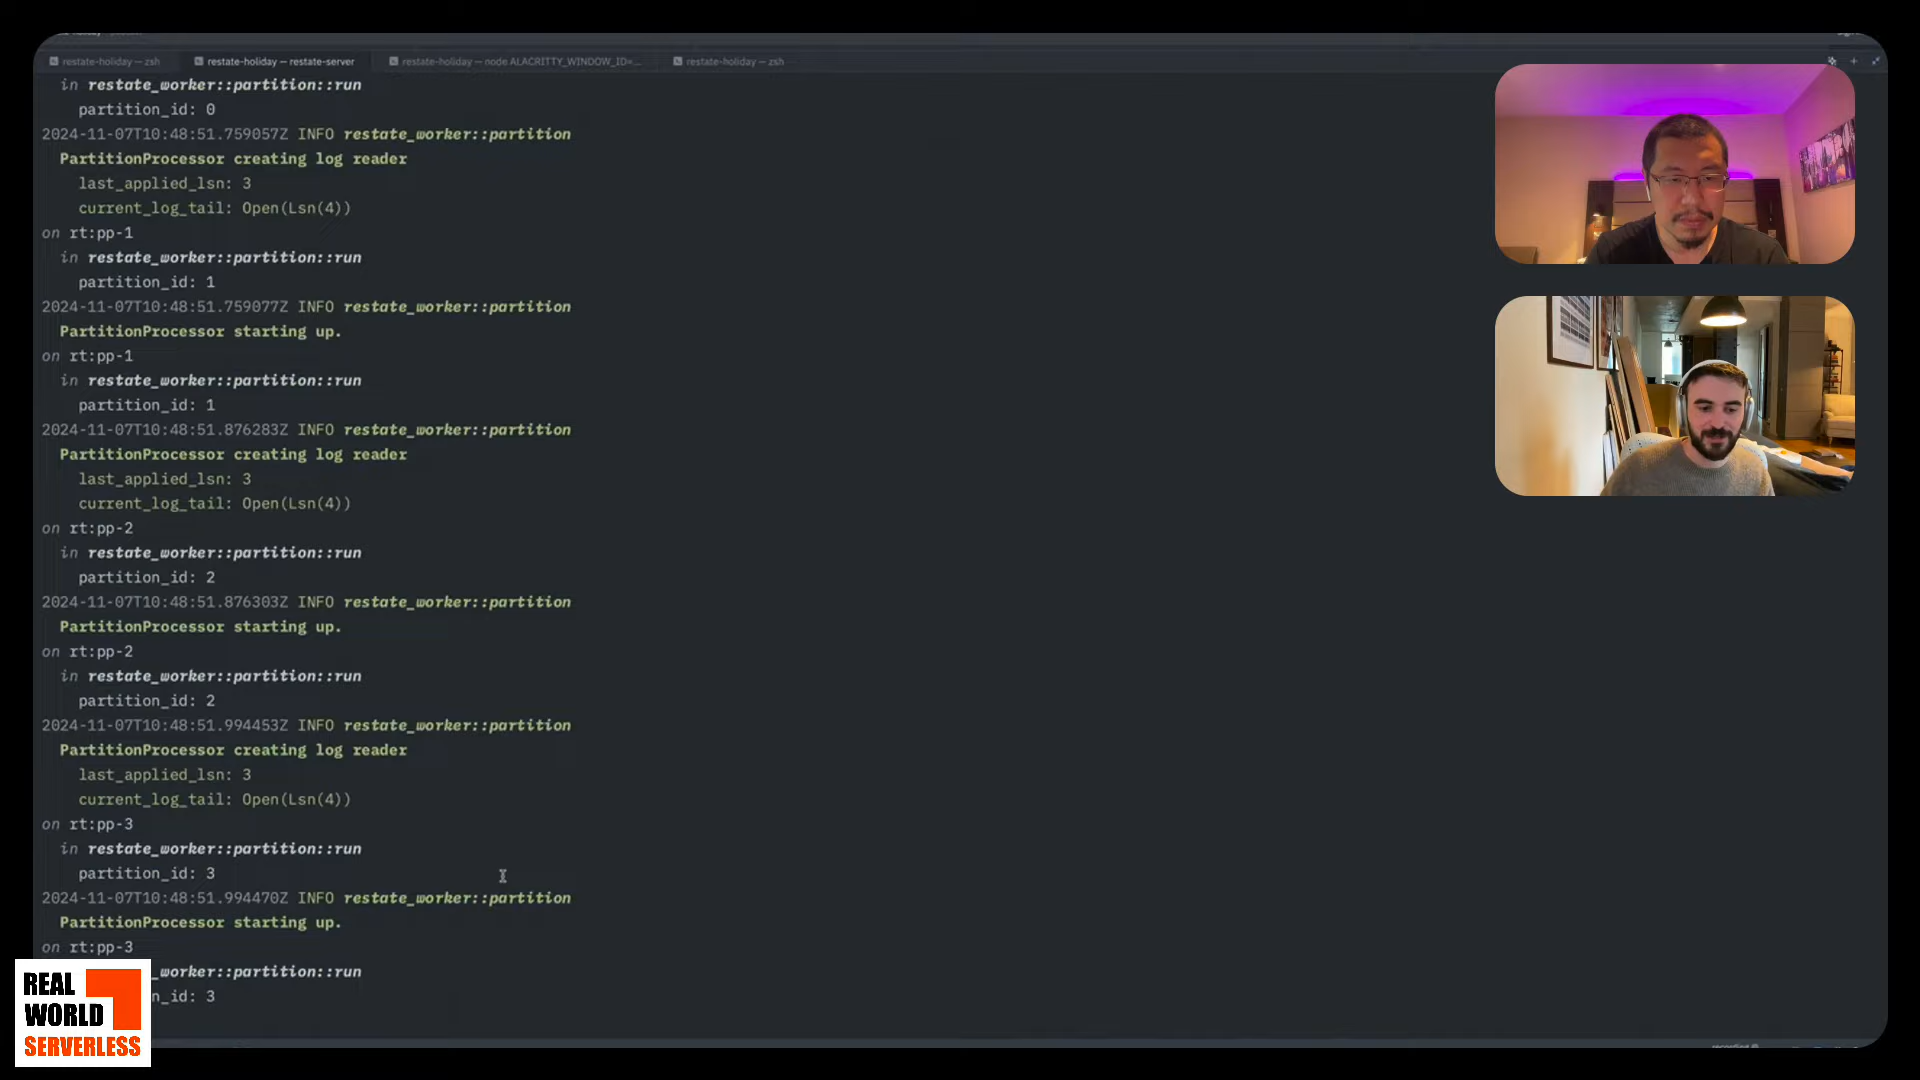 restate-holiday — zsh
restate-holiday — restate-server
restate-holiday — node ALACRITTY_WINDOW_ID=...
restate-holiday — zsh
in restate_worker::partition::run
partition_id: 0
2024-11-07T10:48:51.759057Z INFO restate_worker::partition
PartitionProcessor creating log reader
last_applied_lsn: 3
current_log_tail: Open(Lsn(4))
on rt:pp-1
in restate_worker::partition::run
partition_id: 1
2024-11-07T10:48:51.759077Z INFO restate_worker::partition
PartitionProcessor starting up.
on rt:pp-1
in restate_worker::partition::run
partition_id: 1
2024-11-07T10:48:51.876283Z INFO restate_worker::partition
PartitionProcessor creating log reader
last_applied_lsn: 3
current_log_tail: Open(Lsn(4))
on rt:pp-2
in restate_worker::partition::run
partition_id: 2
2024-11-07T10:48:51.876303Z INFO restate_worker::partition
PartitionProcessor starting up.
on rt:pp-2
in restate_worker::partition::run
partition_id: 2
2024-11-07T10:48:51.994453Z INFO restate_worker::partition
PartitionProcessor creating log reader
last_applied_lsn: 3
current_log_tail: Open(Lsn(4))
on rt:pp-3
in restate_worker::partition::run
partition_id: 3
2024-11-07T10:48:51.994470Z INFO restate_worker::partition
PartitionProcessor starting up.
on rt:pp-3
_worker::partition::run
n_id: 3
REAL
WORLD
SERVERLESS